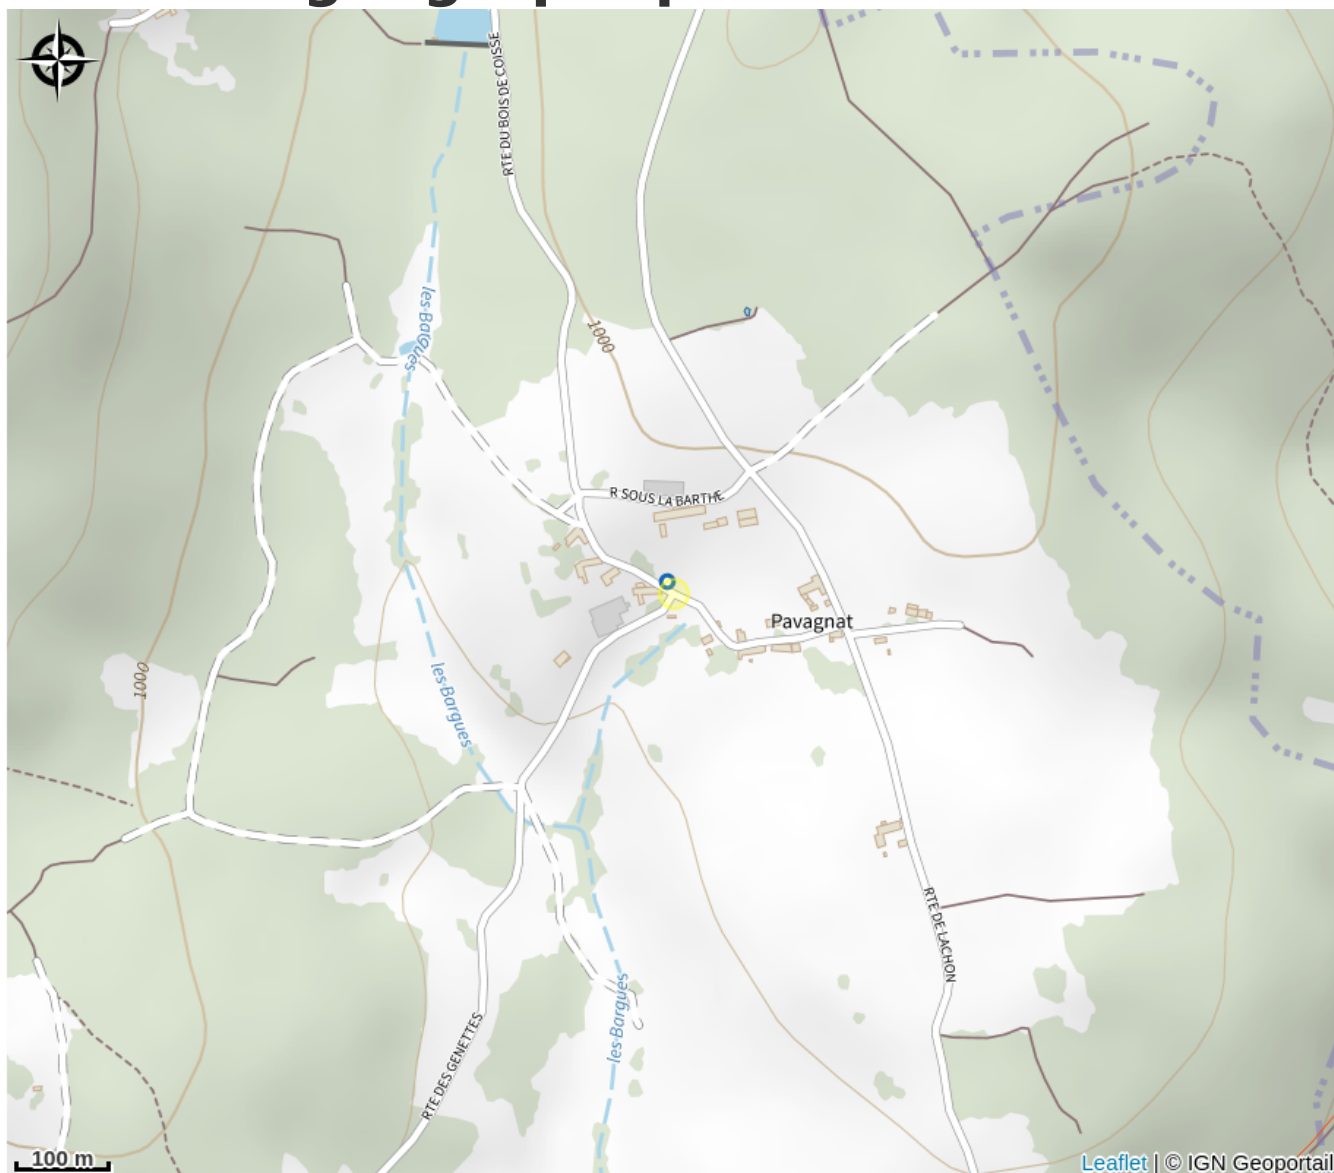 RTE DU BOIS DE COISSE
les Balgues
1000
R SOUS LA BARTHE
Pavagnat
1000
les Bargues
RTE DE LACHON
les Bargues
RTE DES GENETTES
100 m
Leaflet | © IGN Geoportail